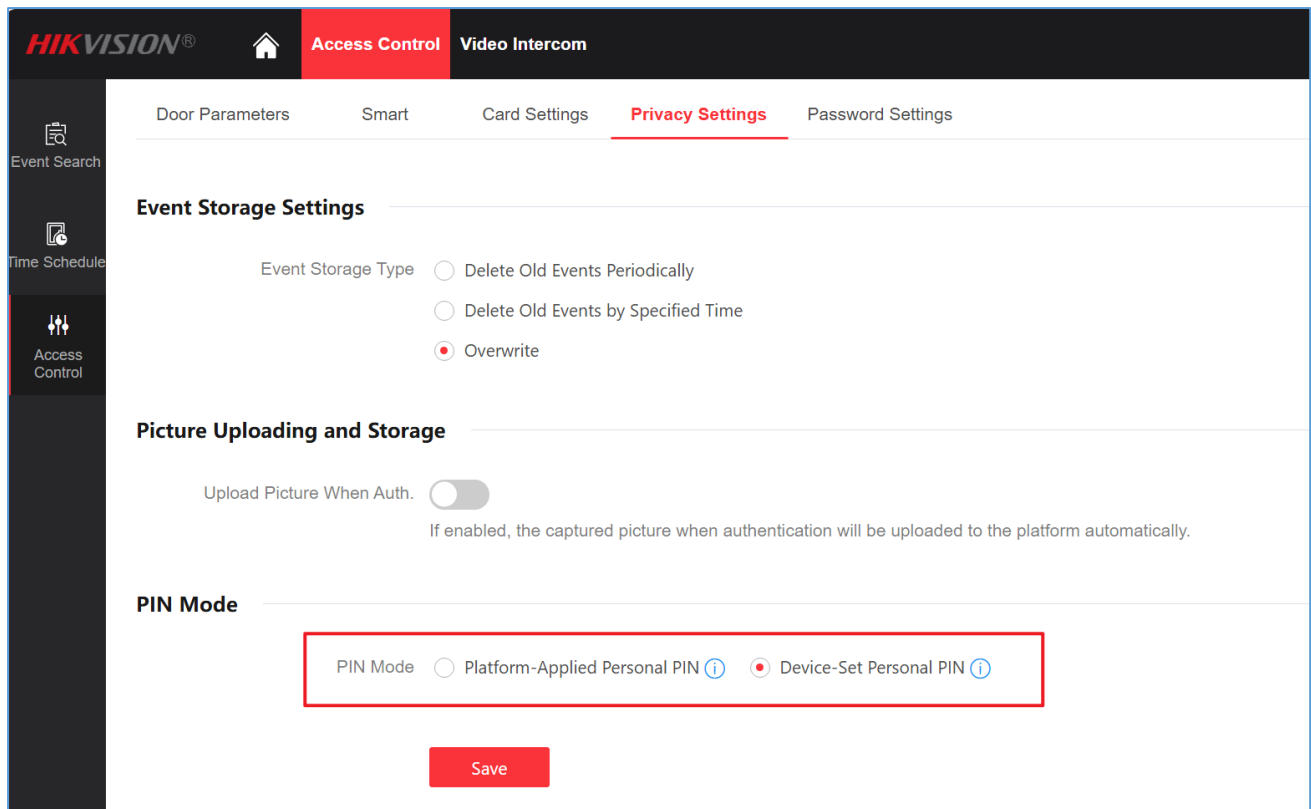 HIKVISION®
Access Control
Video Intercom
Door Parameters
Smart
Card Settings
Privacy Settings
Password Settings
Event Search
Time Schedule
Access
Control
Event Storage Settings
Event Storage Type
Delete Old Events Periodically
Delete Old Events by Specified Time
Overwrite
Picture Uploading and Storage
Upload Picture When Auth.
If enabled, the captured picture when authentication will be uploaded to the platform automatically.
PIN Mode
PIN Mode
Platform-Applied Personal PIN
Device-Set Personal PIN
Save